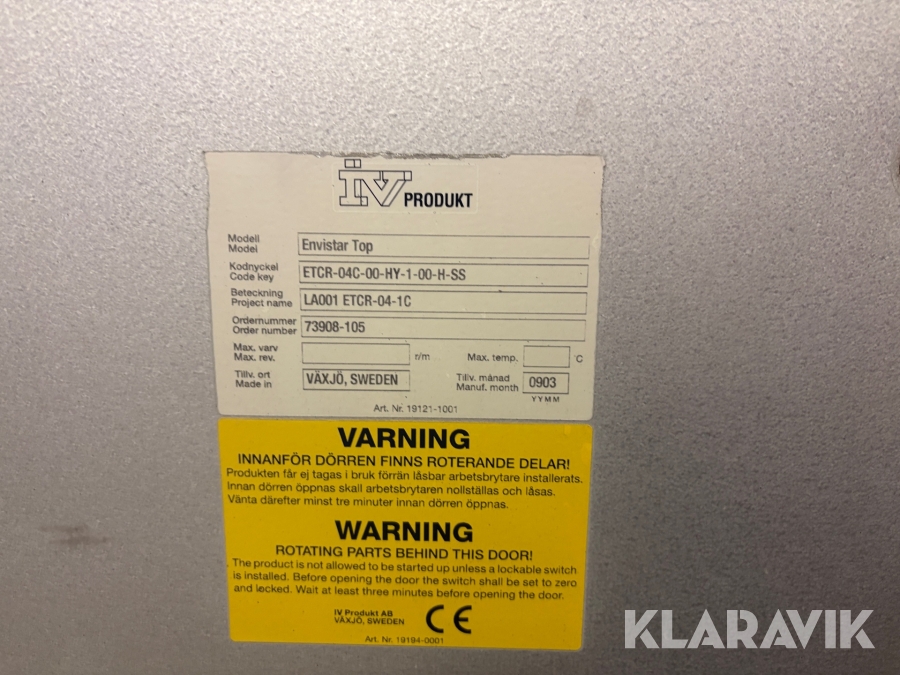 ÏV PRODUKT
Modell
Model
Envistar Top
Kodnyckel
Code key
ETCR-04C-00-HY-1-00-H-SS
Beteckning
Project name
LA001 ETCR-04-1C
Ordernummer
Order number
73908-105
Max. varv
Max. rev.
r/m
Max. temp.
°C
Tillv. ort
Made in
VÄXJÖ, SWEDEN
Tillv. månad
Manuf. month
0903
YYMM
Art. Nr. 19121-1001
VARNING
INNANFÖR DÖRREN FINNS ROTERANDE DELAR!
Produkten får ej tagas i bruk förrän låsbar arbetsbrytare installerats.
Innan dörren öppnas skall arbetsbrytaren nollställas och låsas.
Vänta därefter minst tre minuter innan dörren öppnas.
WARNING
ROTATING PARTS BEHIND THIS DOOR!
The product is not allowed to be started up unless a lockable switch
is installed. Before opening the door the switch shall be set to zero
and locked. Wait at least three minutes before opening the door.
IV Produkt AB
VÄXJÖ, SWEDEN
CE
Art. Nr. 19194-0001
KLARAVIK